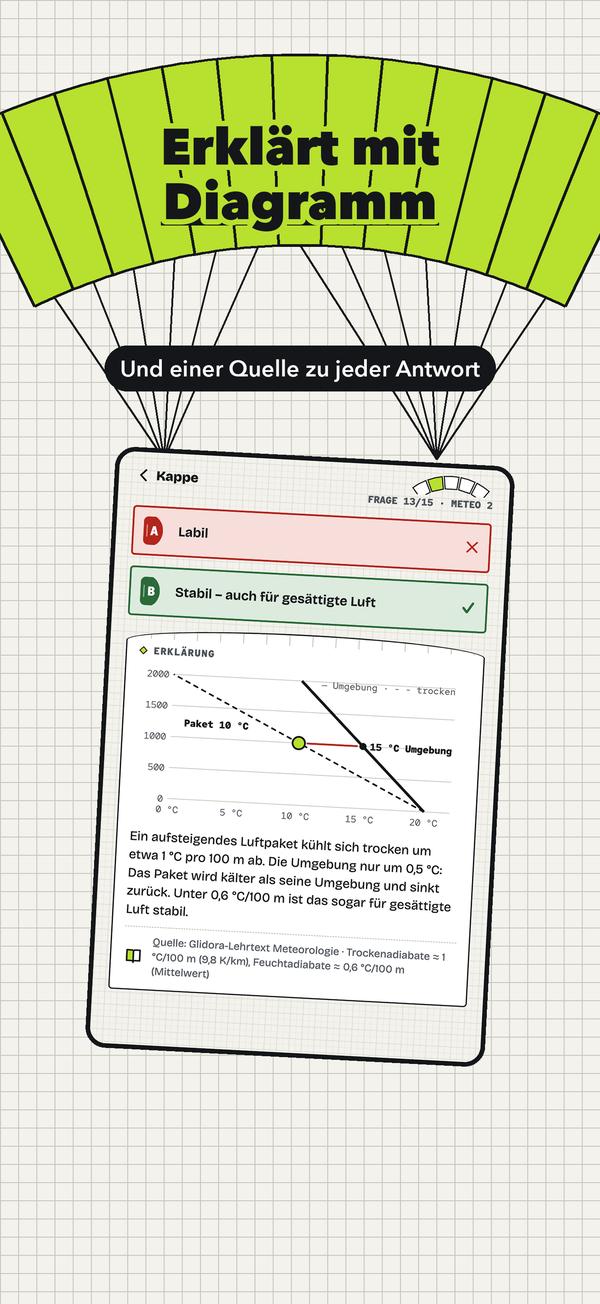 Erklärt mit
Diagramm
Und einer Quelle zu jeder Antwort
Kappe
FRAGE 13/15 · METEO 2
A Labil
B Stabil – auch für gesättigte Luft
ERKLÄRUNG
2000
— Umgebung · - - trocken
1500
Paket 10 °C
1000
15 °C Umgebung
500
0
0 °C 5 °C 10 °C 15 °C 20 °C
Ein aufsteigendes Luftpaket kühlt sich trocken um
etwa 1 °C pro 100 m ab. Die Umgebung nur um 0,5 °C:
Das Paket wird kälter als seine Umgebung und sinkt
zurück. Unter 0,6 °C/100 m ist das sogar für gesättigte
Luft stabil.
Quelle: Glidora-Lehrtext Meteorologie · Trockenadiabate ≈ 1
°C/100 m (9,8 K/km), Feuchtadiabate ≈ 0,6 °C/100 m
(Mittelwert)